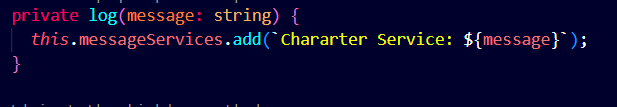 private log(message: string) {
this.messageServices.add(`Chararter Service: ${message}`);
}